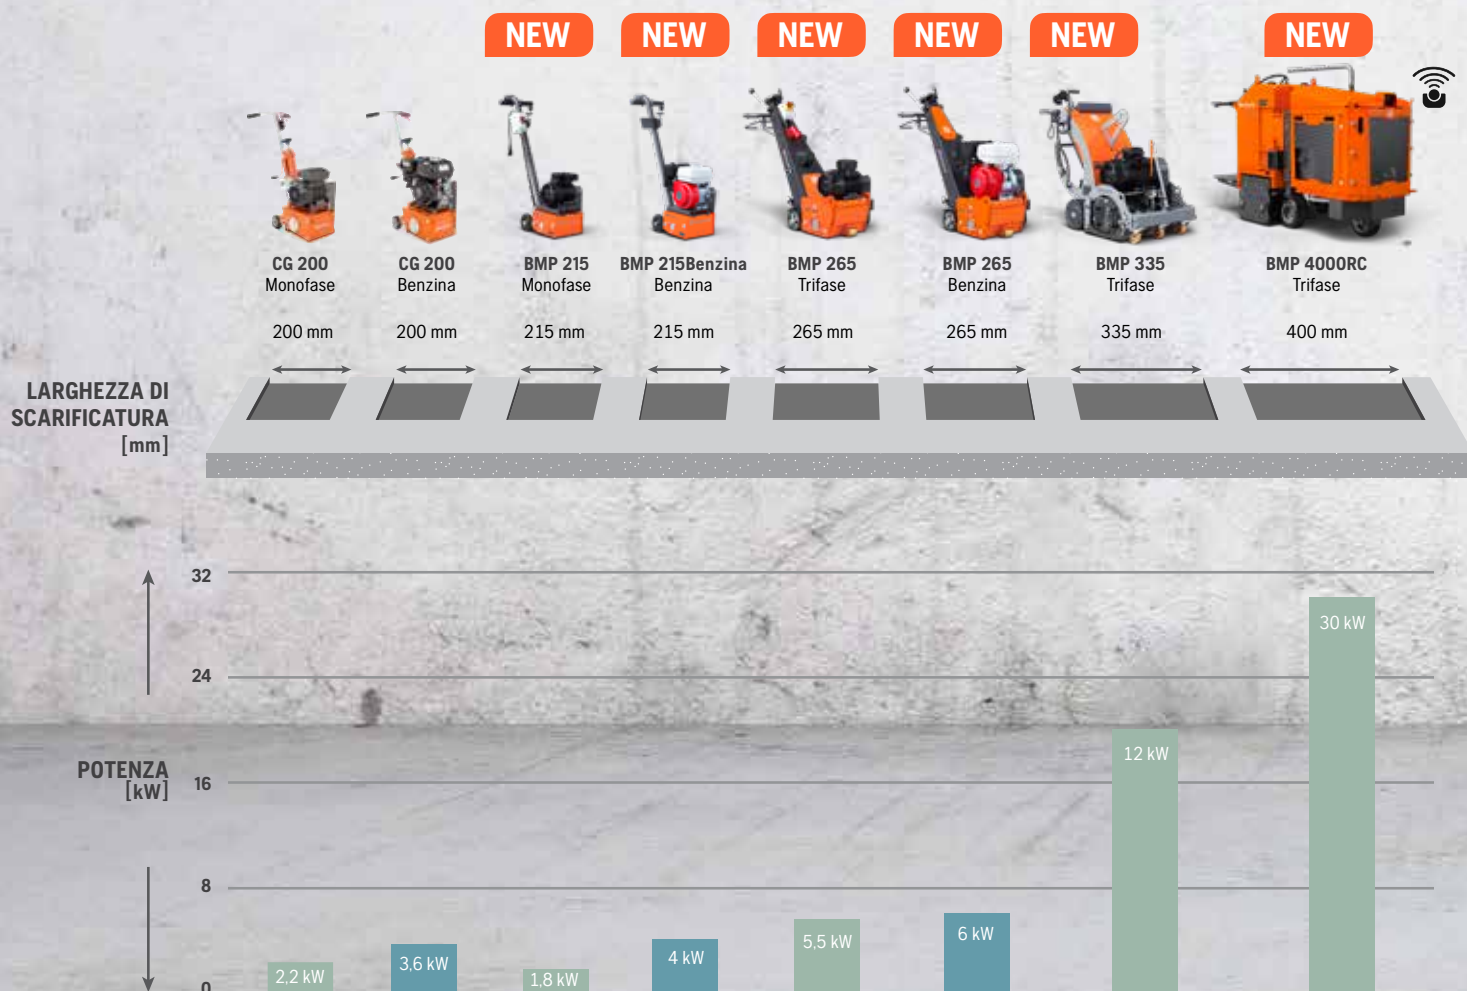 NEW NEW NEW NEW NEW NEW
CG 200 CG 200 BMP 215 BMP 215Benzina BMP 265 BMP 265 BMP 335 BMP 4000RC
Monofase Benzina Monofase Benzina Trifase Benzina Trifase Trifase
200 mm 200 mm 215 mm 215 mm 265 mm 265 mm 335 mm 400 mm
LARGHEZZA DI
SCARIFICATURA
[mm]
32
30 kW
24
12 kW
POTENZA
[kW]
16
8
6 kW
5,5 kW
4 kW
3,6 kW
2,2 kW
1,8 kW
0